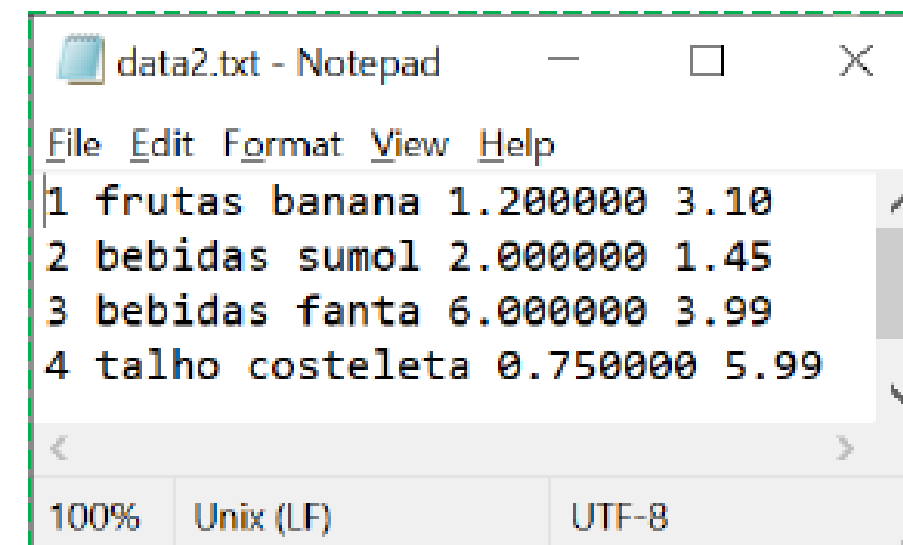 data2.txt - Notepad
File Edit Format View Help
1 frutas banana 1.200000 3.10
2 bebidas sumol 2.000000 1.45
3 bebidas fanta 6.000000 3.99
4 talho costeleta 0.750000 5.99
100% Unix (LF) UTF-8